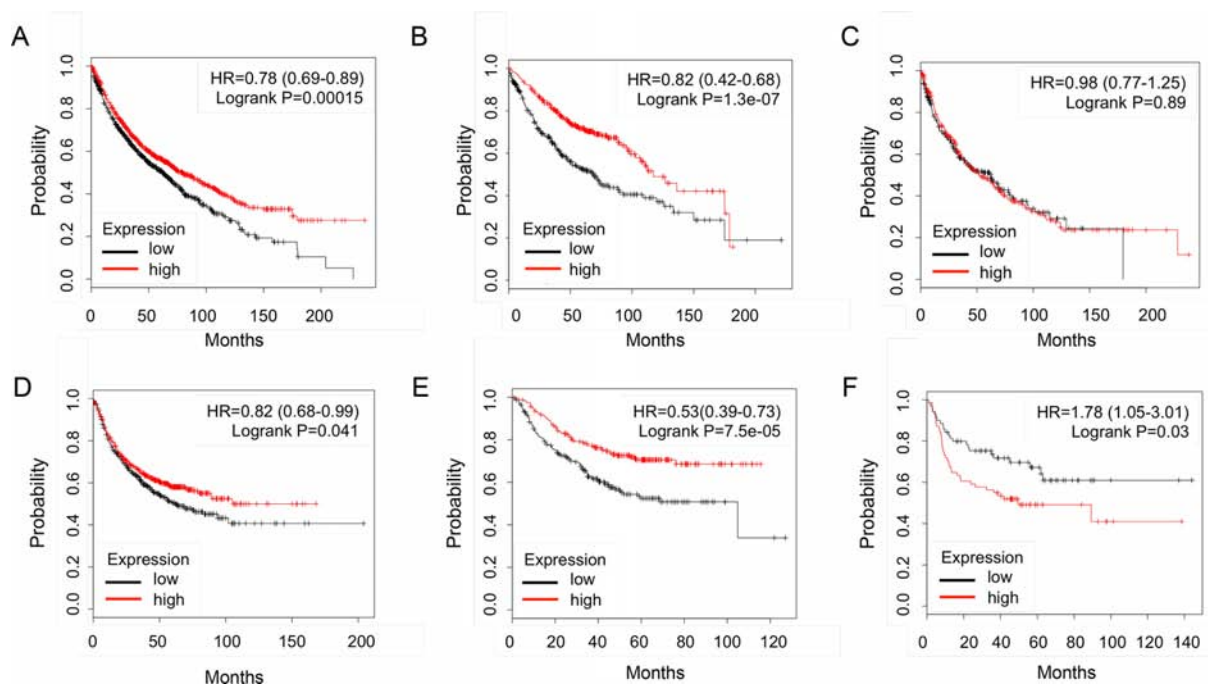 A
HR=0.78 (0.69-0.89)
Logrank P=0.00015
Probability
1.0
0.8
0.6
0.4
0.2
0.0
Expression
low
high
0 50 100 150 200
Months
B
HR=0.82 (0.42-0.68)
Logrank P=1.3e-07
Probability
1.0
0.8
0.6
0.4
0.2
0.0
Expression
low
high
0 50 100 150 200
Months
C
HR=0.98 (0.77-1.25)
Logrank P=0.89
Probability
1.0
0.8
0.6
0.4
0.2
0.0
Expression
low
high
0 50 100 150 200
Months
D
HR=0.82 (0.68-0.99)
Logrank P=0.041
Probability
1.0
0.8
0.6
0.4
0.2
0.0
Expression
low
high
0 50 100 150 200
Months
E
HR=0.53(0.39-0.73)
Logrank P=7.5e-05
Probability
1.0
0.8
0.6
0.4
0.2
0.0
Expression
low
high
0 20 40 60 80 100 120
Months
F
HR=1.78 (1.05-3.01)
Logrank P=0.03
Probability
1.0
0.8
0.6
0.4
0.2
0.0
Expression
low
high
0 20 40 60 80 100 120 140
Months